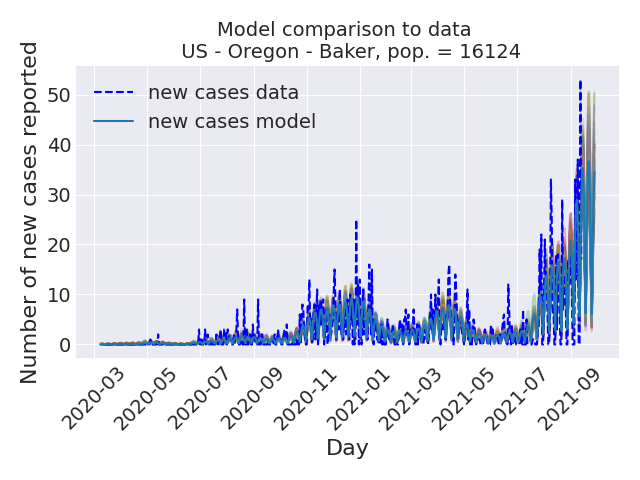 Model comparison to data
US - Oregon - Baker, pop. = 16124
new cases data
new cases model
Number of new cases reported
50
40
30
20
10
0
2020-03
2020-05
2020-07
2020-09
2020-11
2021-01
2021-03
2021-05
2021-07
2021-09
Day